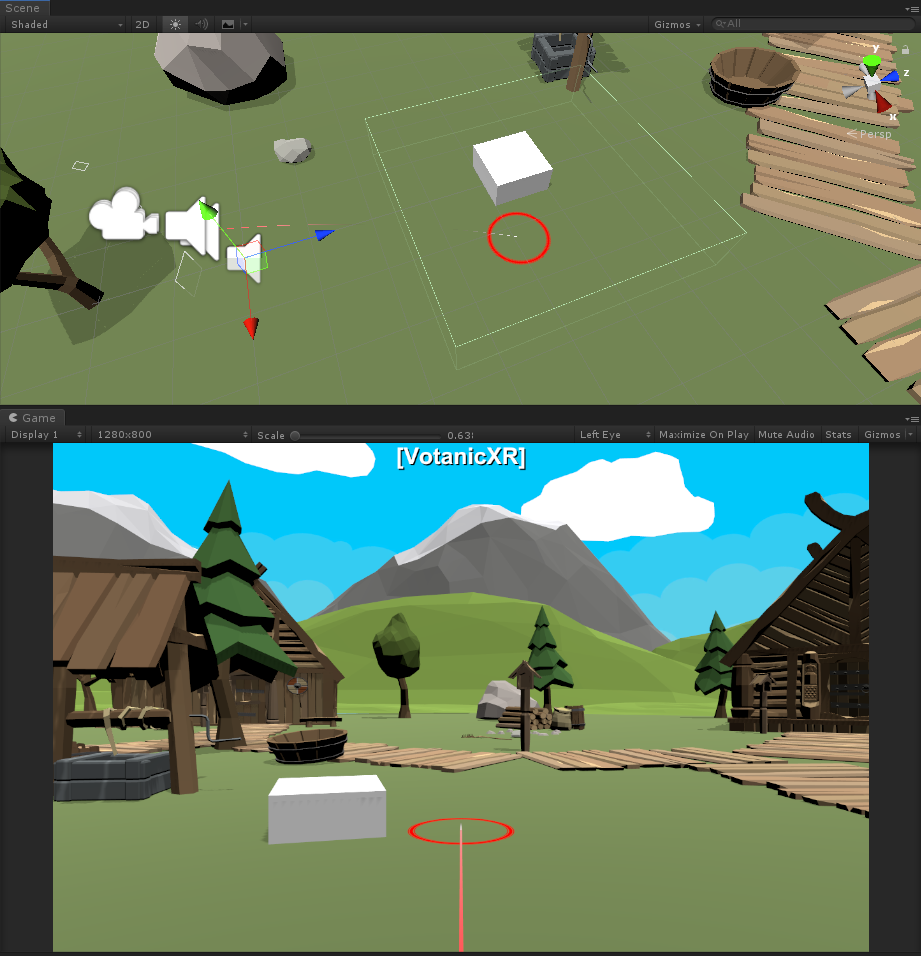 Scene
Shaded 2D Gizmos All
y
z
x
Persp
Game
Display 1 1280x800 Scale 0.63 Left Eye Maximize On Play Mute Audio Stats Gizmos
[VotanicXR]